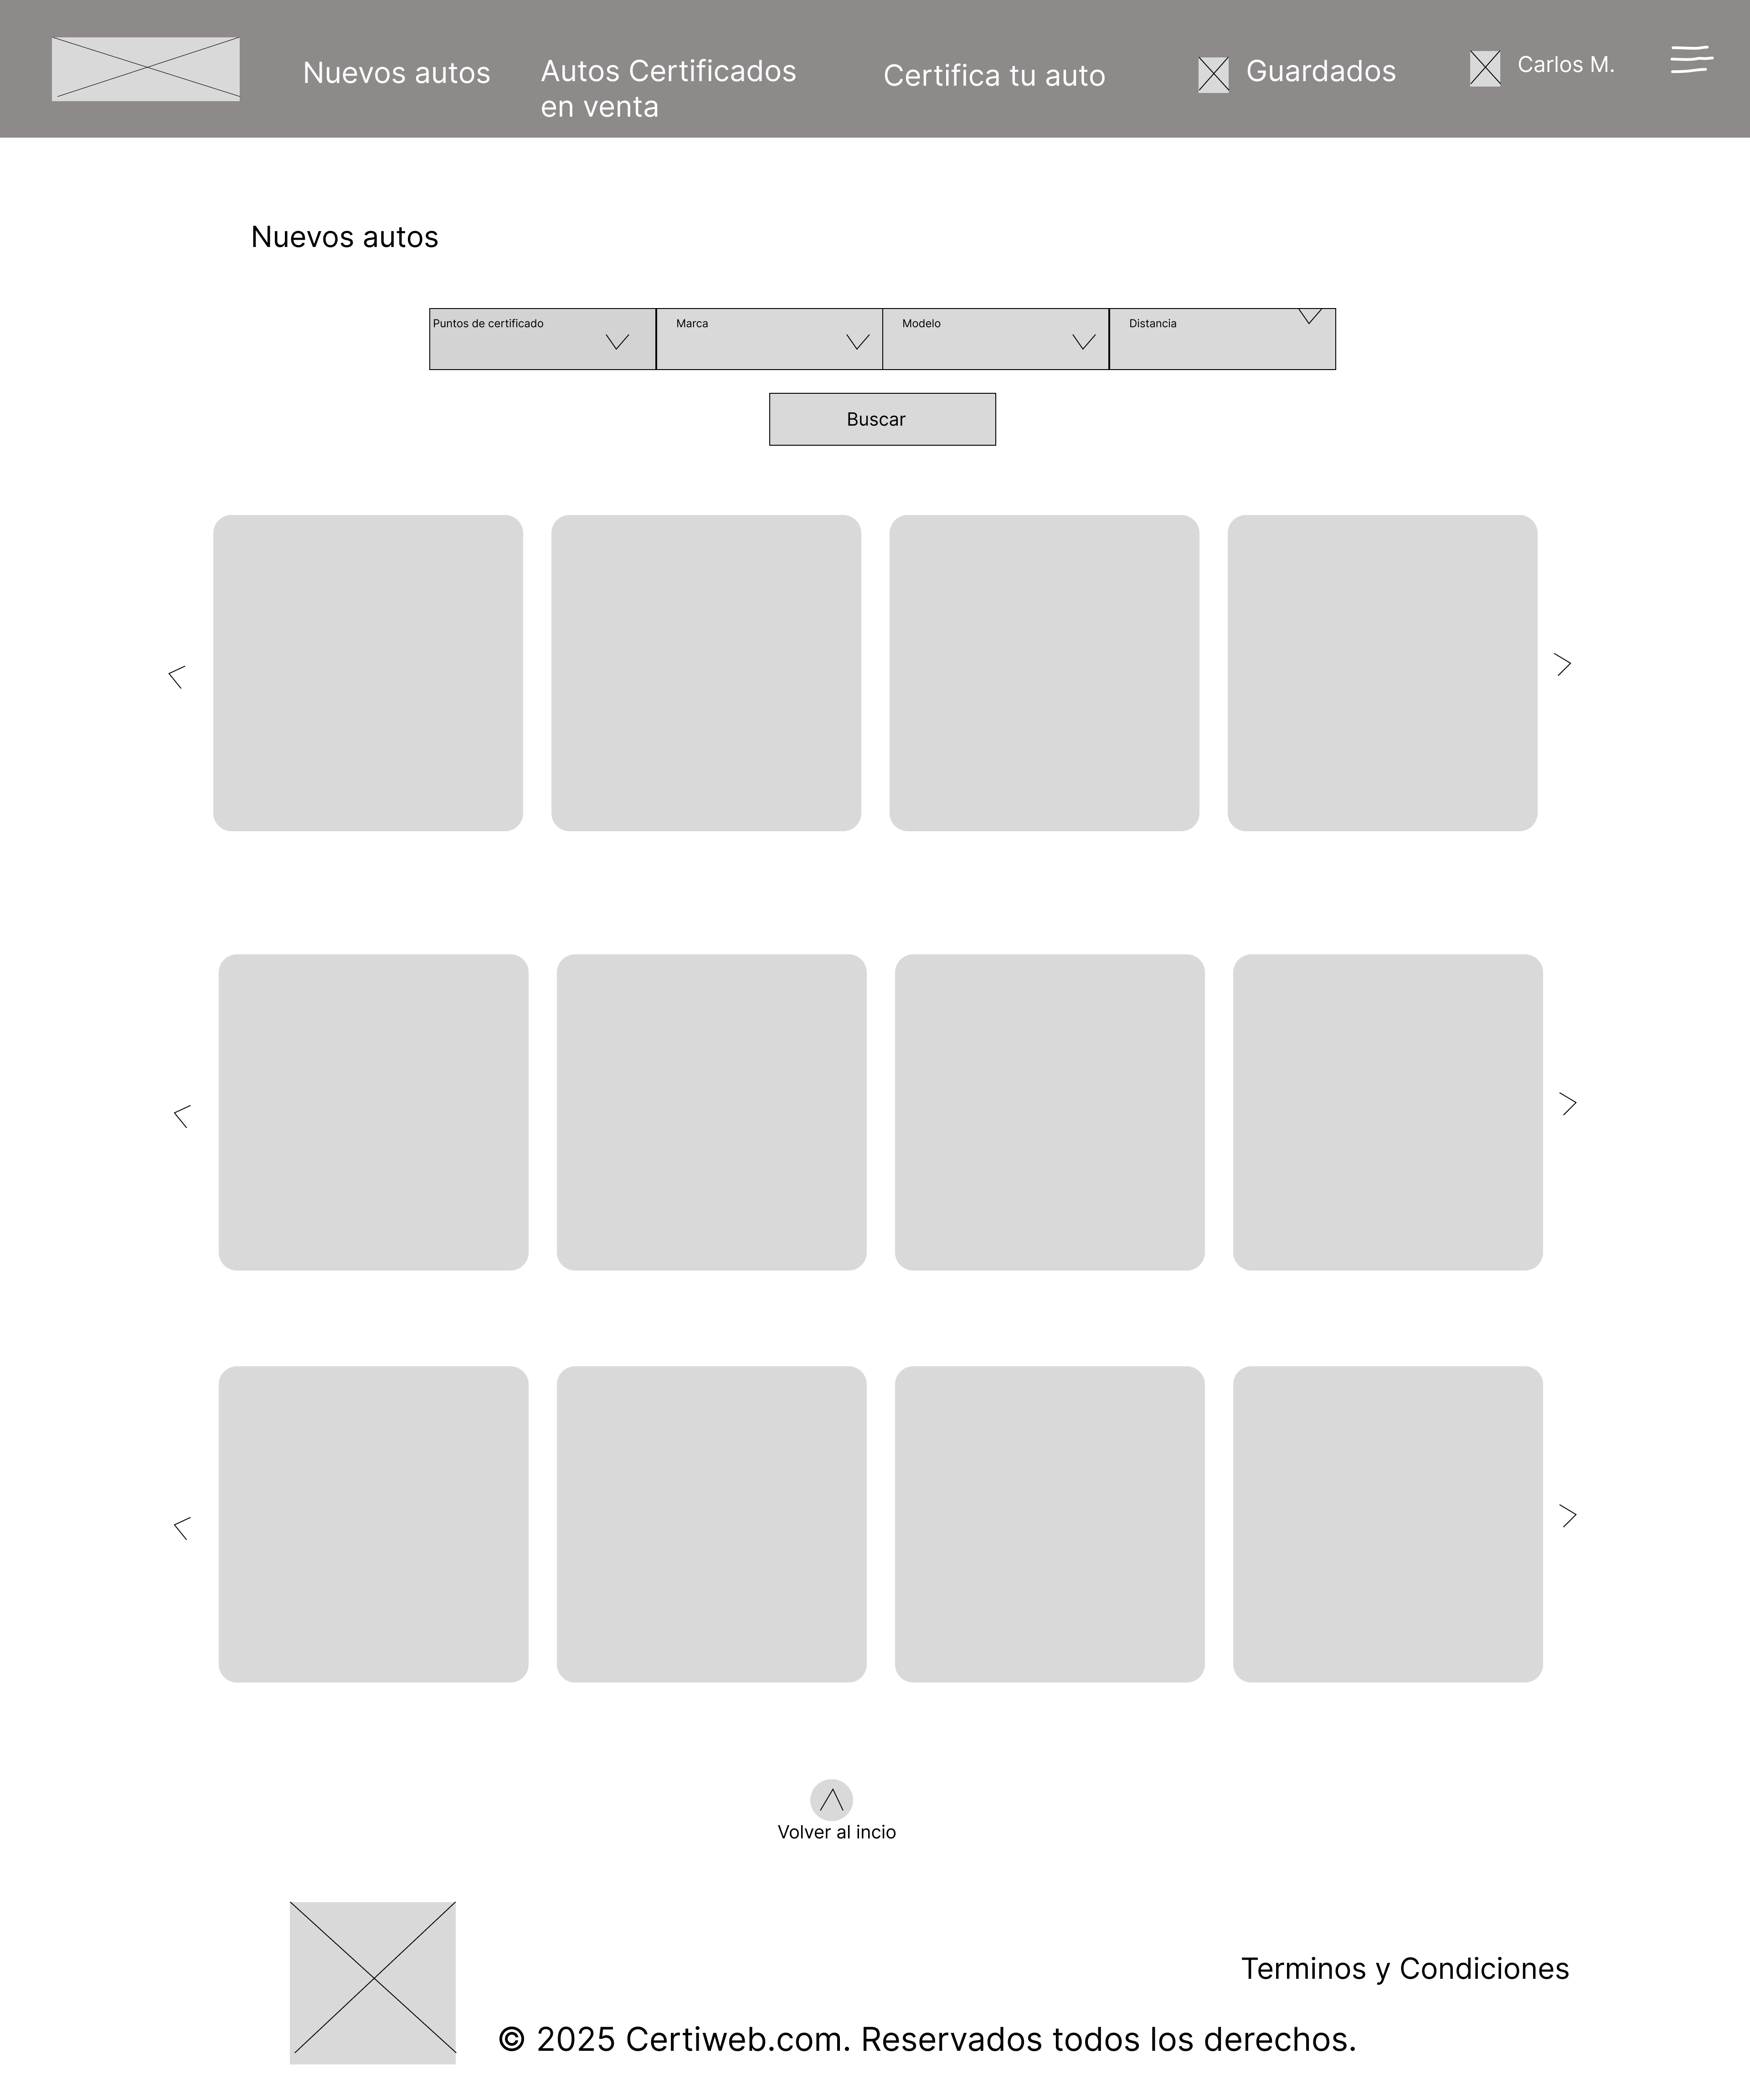 Nuevos autos
Autos Certificados
en venta
Certifica tu auto
Guardados
Carlos M.
Nuevos autos
Puntos de certificado
Marca
Modelo
Distancia
Buscar
Volver al incio
Terminos y Condiciones
© 2025 Certiweb.com. Reservados todos los derechos.